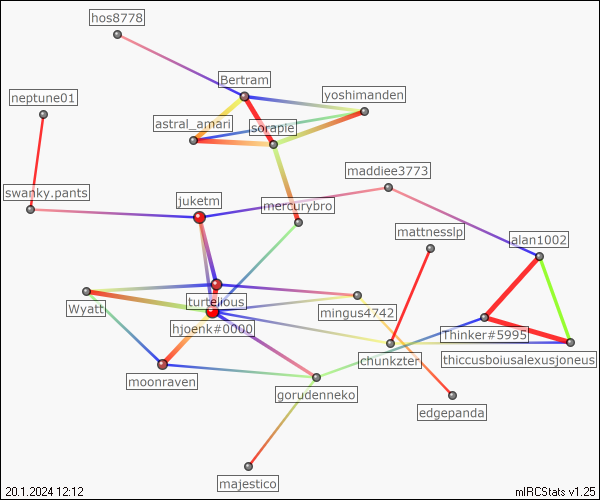 hos8778
Bertram
neptune01
yoshimanden
astral_amari
sorapie
maddiee3773
swanky.pants
juketm
mercurybro
mattnesslp
alan1002
turtelious
Wyatt
mingus4742
hjoenk#0000
Thinker#5995
chunkzter
thiccusboiusalexusjoneus
moonraven
gorudenneko
edgepanda
majestico
20.1.2024 12:12
mIRCStats v1.25